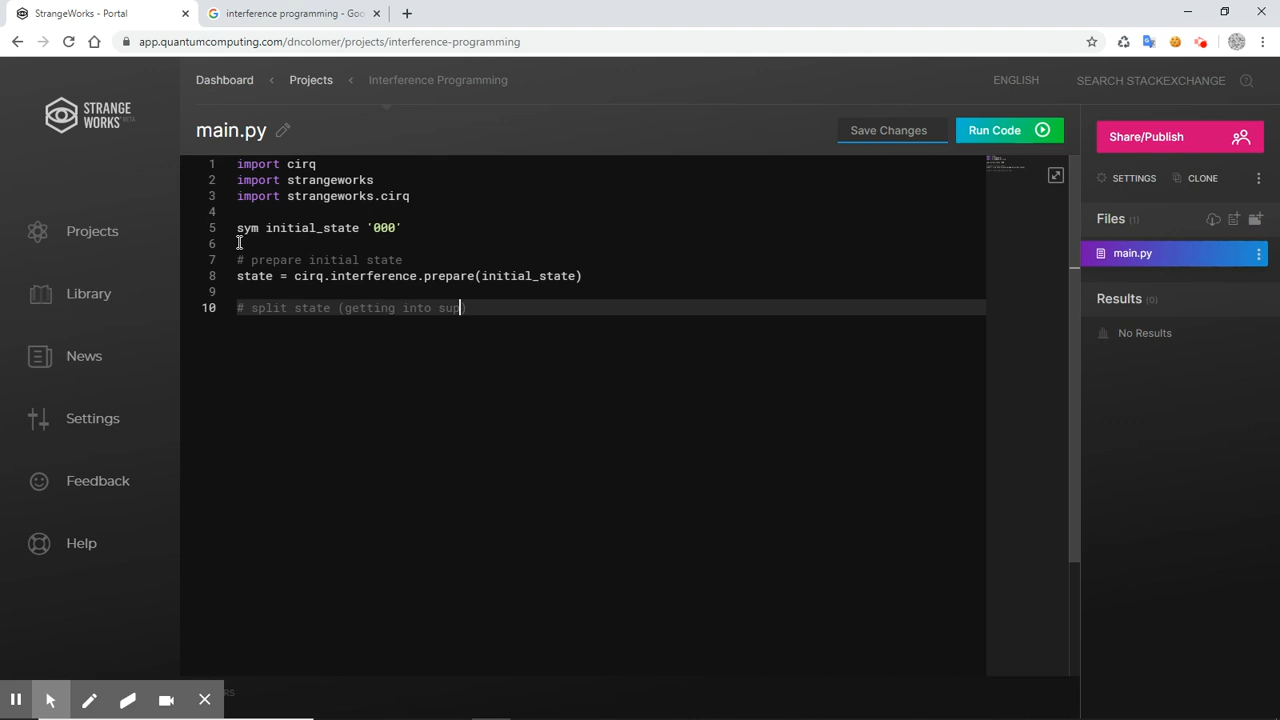 StrangeWorks - Portal
interference programming - Goo
app.quantumcomputing.com/dncolomer/projects/interference-programming
STRANGE WORKS BETA
Dashboard < Projects < Interference Programming
ENGLISH
SEARCH STACKEXCHANGE
main.py
Save Changes
Run Code
Share/Publish
SETTINGS
CLONE
Projects
Library
News
Settings
Feedback
Help
1 import cirq
2 import strangeworks
3 import strangeworks.cirq
4
5 sym initial_state '000'
6
7 # prepare initial state
8 state = cirq.interference.prepare(initial_state)
9
10 # split state (getting into sup)
Files (1)
main.py
Results (0)
No Results
RS